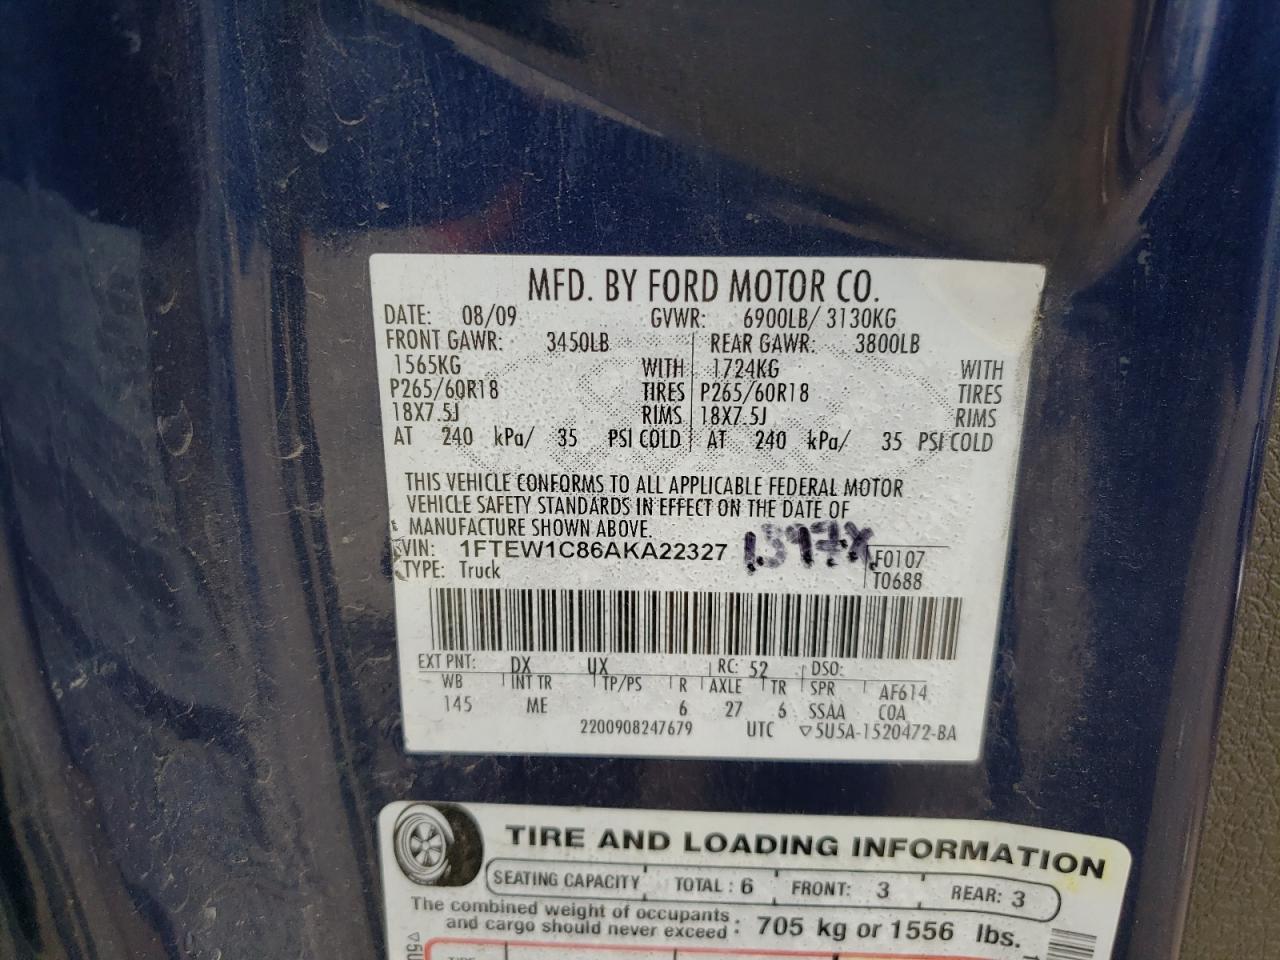 MFD. BY FORD MOTOR CO.
DATE: 08/09 GVWR: 6900LB/ 3130KG
FRONT GAWR: 3450LB REAR GAWR: 3800LB
1565KG WITH 1724KG WITH
P265/60R18 TIRES P265/60R18 TIRES
18X7.5J RIMS 18X7.5J RIMS
AT 240 kPa/ 35 PSI COLD AT 240 kPa/ 35 PSI COLD
THIS VEHICLE CONFORMS TO ALL APPLICABLE FEDERAL MOTOR
VEHICLE SAFETY STANDARDS IN EFFECT ON THE DATE OF
MANUFACTURE SHOWN ABOVE.
VIN: 1FTEW1C86AKA22327 F0107
TYPE: Truck T0688
EXT PNT: DX UX RC: 52 DSO:
WB INT TR TP/PS R AXLE TR SPR AF614
145 ME 6 27 6 SSAA COA
2200908247679 UTC ▽5U5A-1520472-BA
TIRE AND LOADING INFORMATION
SEATING CAPACITY TOTAL : 6 FRONT: 3 REAR: 3
The combined weight of occupants
and cargo should never exceed : 705 kg or 1556 lbs.